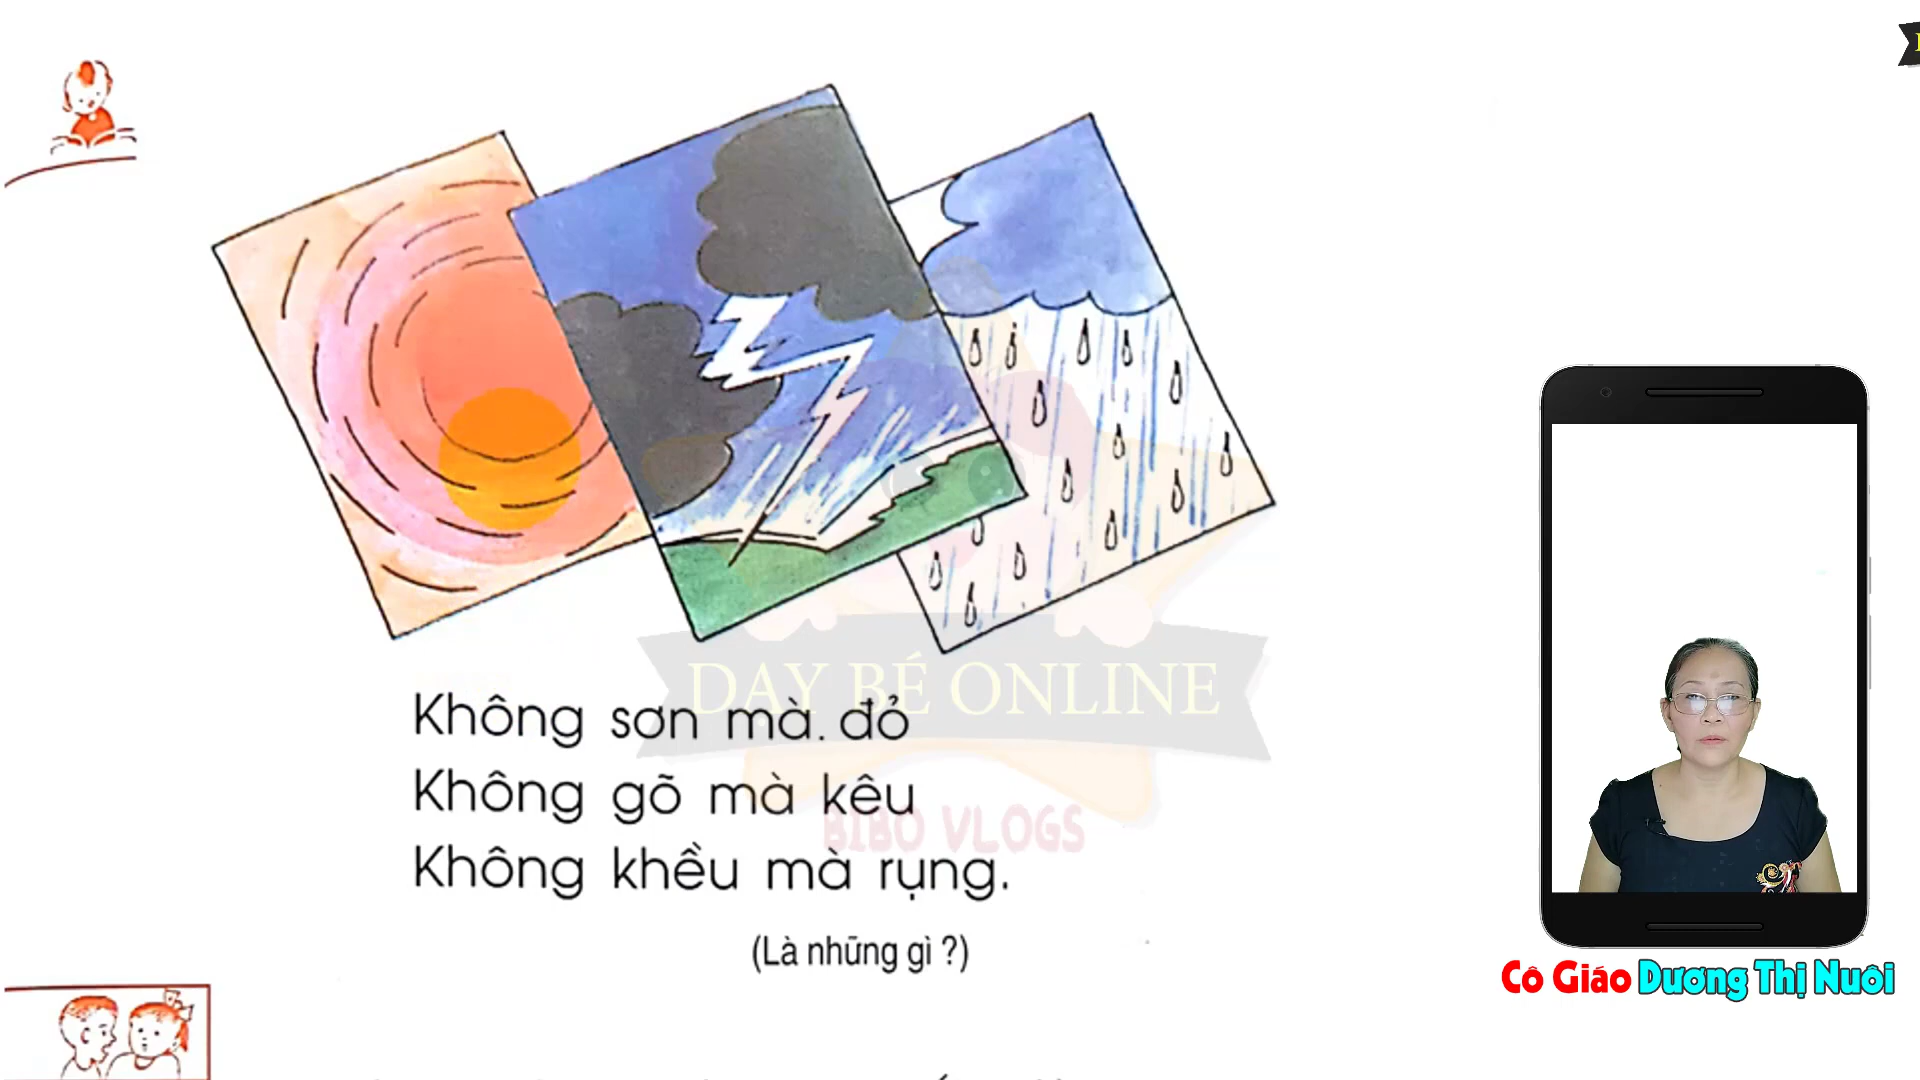 DẠY BÉ ONLINE
Không sơn mà. đỏ
Không gõ mà kêu
BIBO VLOGS
Không khều mà rụng.
(Là những gì ?)
Cô Giáo Dương Thị Nuôi